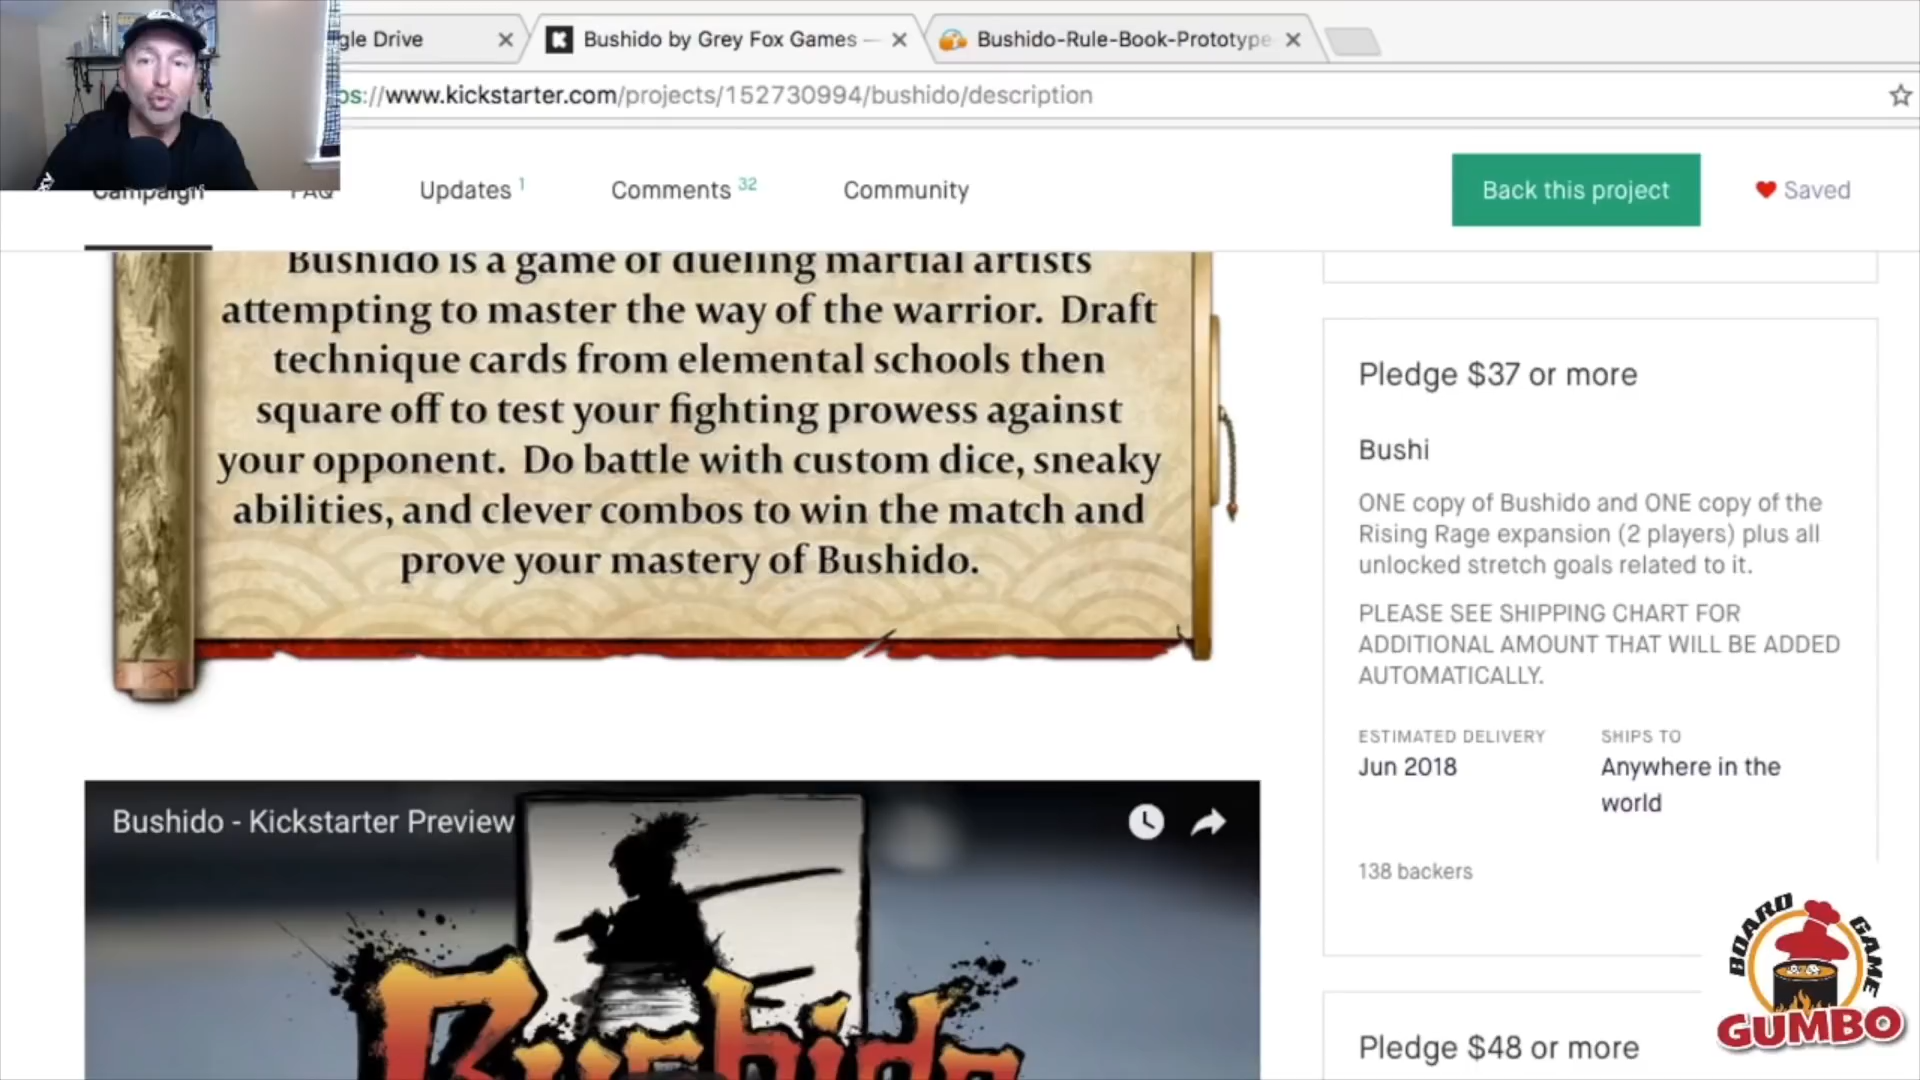 gle Drive
Bushido by Grey Fox Games —
Bushido-Rule-Book-Prototype
ps://www.kickstarter.com/projects/152730994/bushido/description
Campaign
FAQ
Updates 1
Comments 32
Community
Back this project
Saved
Bushido is a game of dueling martial artists
attempting to master the way of the warrior. Draft
technique cards from elemental schools then
square off to test your fighting prowess against
your opponent. Do battle with custom dice, sneaky
abilities, and clever combos to win the match and
prove your mastery of Bushido.
Pledge $37 or more
Bushi
ONE copy of Bushido and ONE copy of the
Rising Rage expansion (2 players) plus all
unlocked stretch goals related to it.
PLEASE SEE SHIPPING CHART FOR
ADDITIONAL AMOUNT THAT WILL BE ADDED
AUTOMATICALLY.
ESTIMATED DELIVERY
Jun 2018
SHIPS TO
Anywhere in the
world
138 backers
Bushido - Kickstarter Preview
Bushido
BOARD GAME
GUMBO
Pledge $48 or more